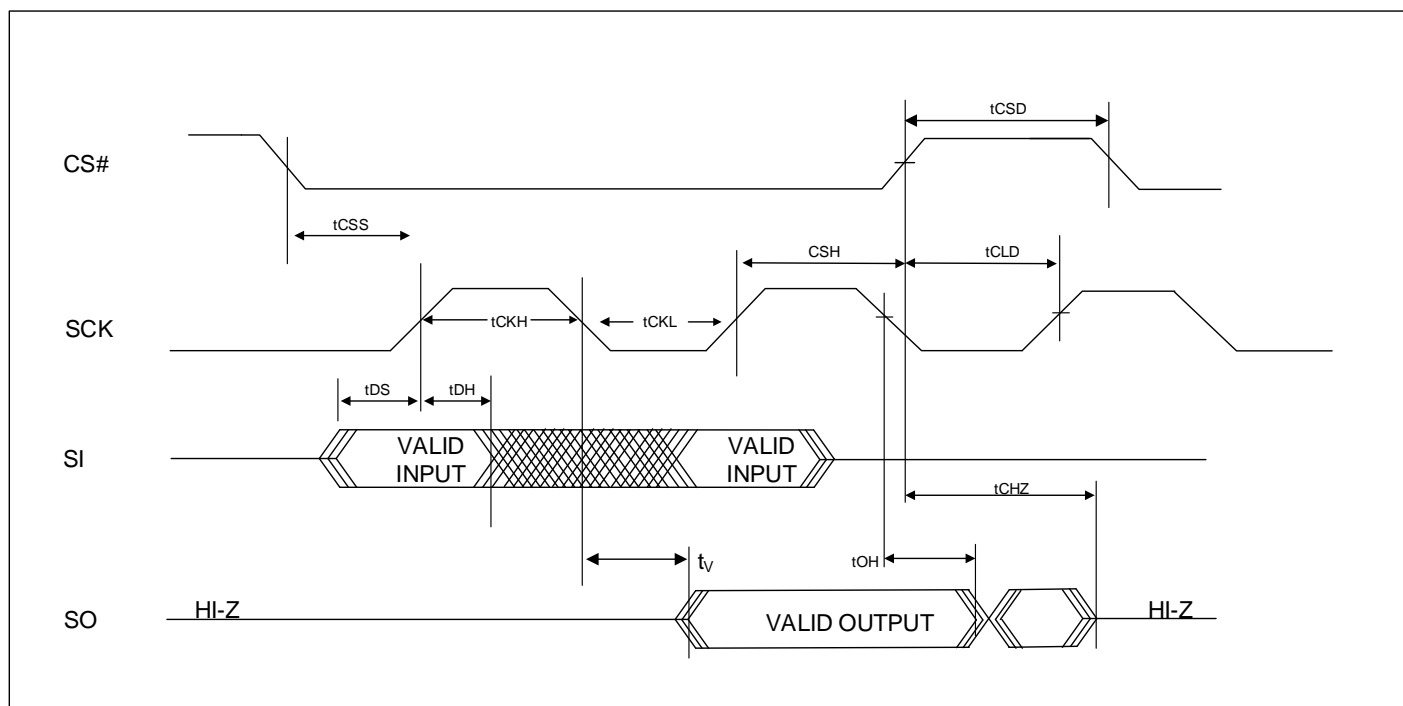 tCSD
CS#
tCSS
CSH
tCLD
SCK
tCKH
tCKL
tDS
tDH
SI
VALID
INPUT
VALID
INPUT
tCHZ
tV
tOH
SO
HI-Z
VALID OUTPUT
HI-Z